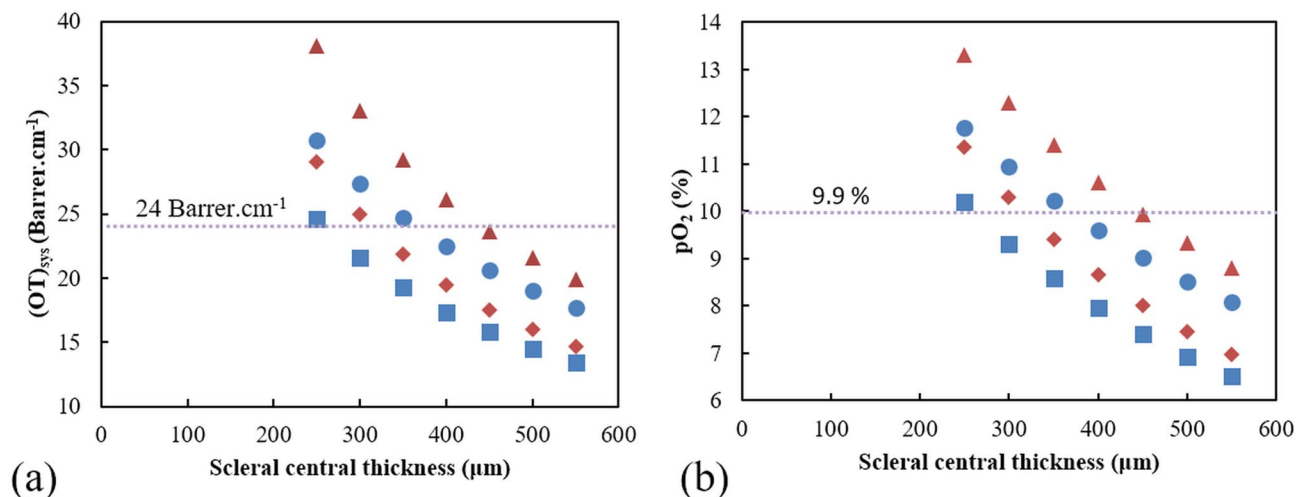 40
35
30
25
20
15
10
(OT)sys (Barrer.cm-1)
24 Barrer.cm-1
0 100 200 300 400 500 600
Scleral central thickness (µm)
(a)
14
13
12
11
10
9
8
7
6
pO2 (%)
9.9 %
0 100 200 300 400 500 600
Scleral central thickness (µm)
(b)